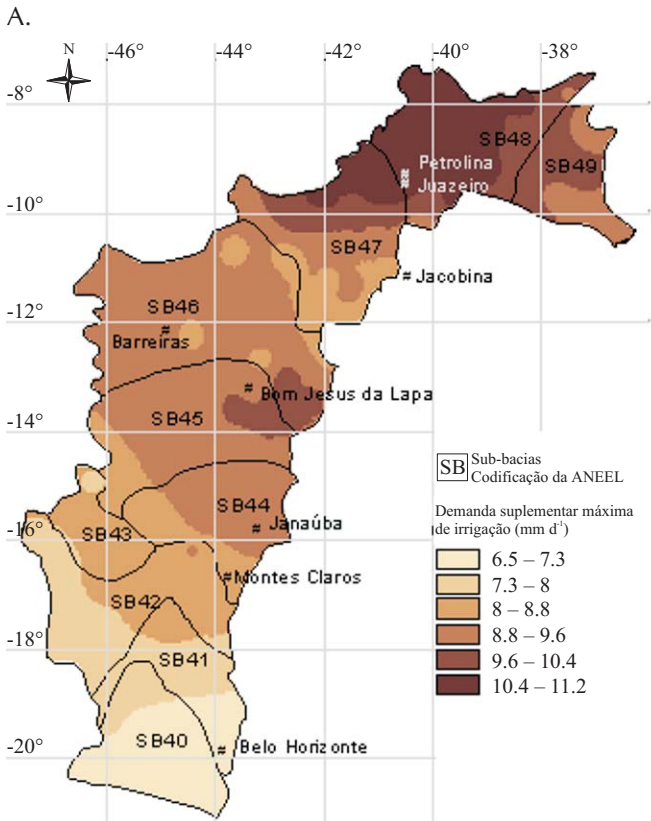 A.
N
-46° -44° -42° -40° -38°
-8°
-10°
-12°
-14°
-16°
-18°
-20°
SB48
Petrolina
SB49
Juazeiro
SB47
Jacobina
SB46
Barreiras
Bom Jesus da Lapa
SB45
SB44
Janaúba
SB43
Montes Claros
SB42
SB41
SB40
Belo Horizonte
SB Sub-bacias
Codificação da ANEEL
Demanda suplementar máxima
de irrigação (mm d⁻¹)
6.5 – 7.3
7.3 – 8
8 – 8.8
8.8 – 9.6
9.6 – 10.4
10.4 – 11.2